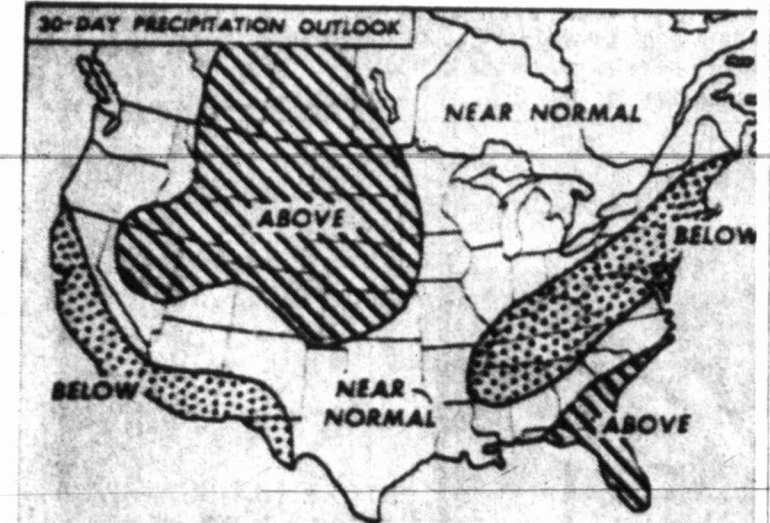 30-DAY PRECIPITATION OUTLOOK
NEAR NORMAL
ABOVE
BELOW
BELOW
NEAR
NORMAL
ABOVE